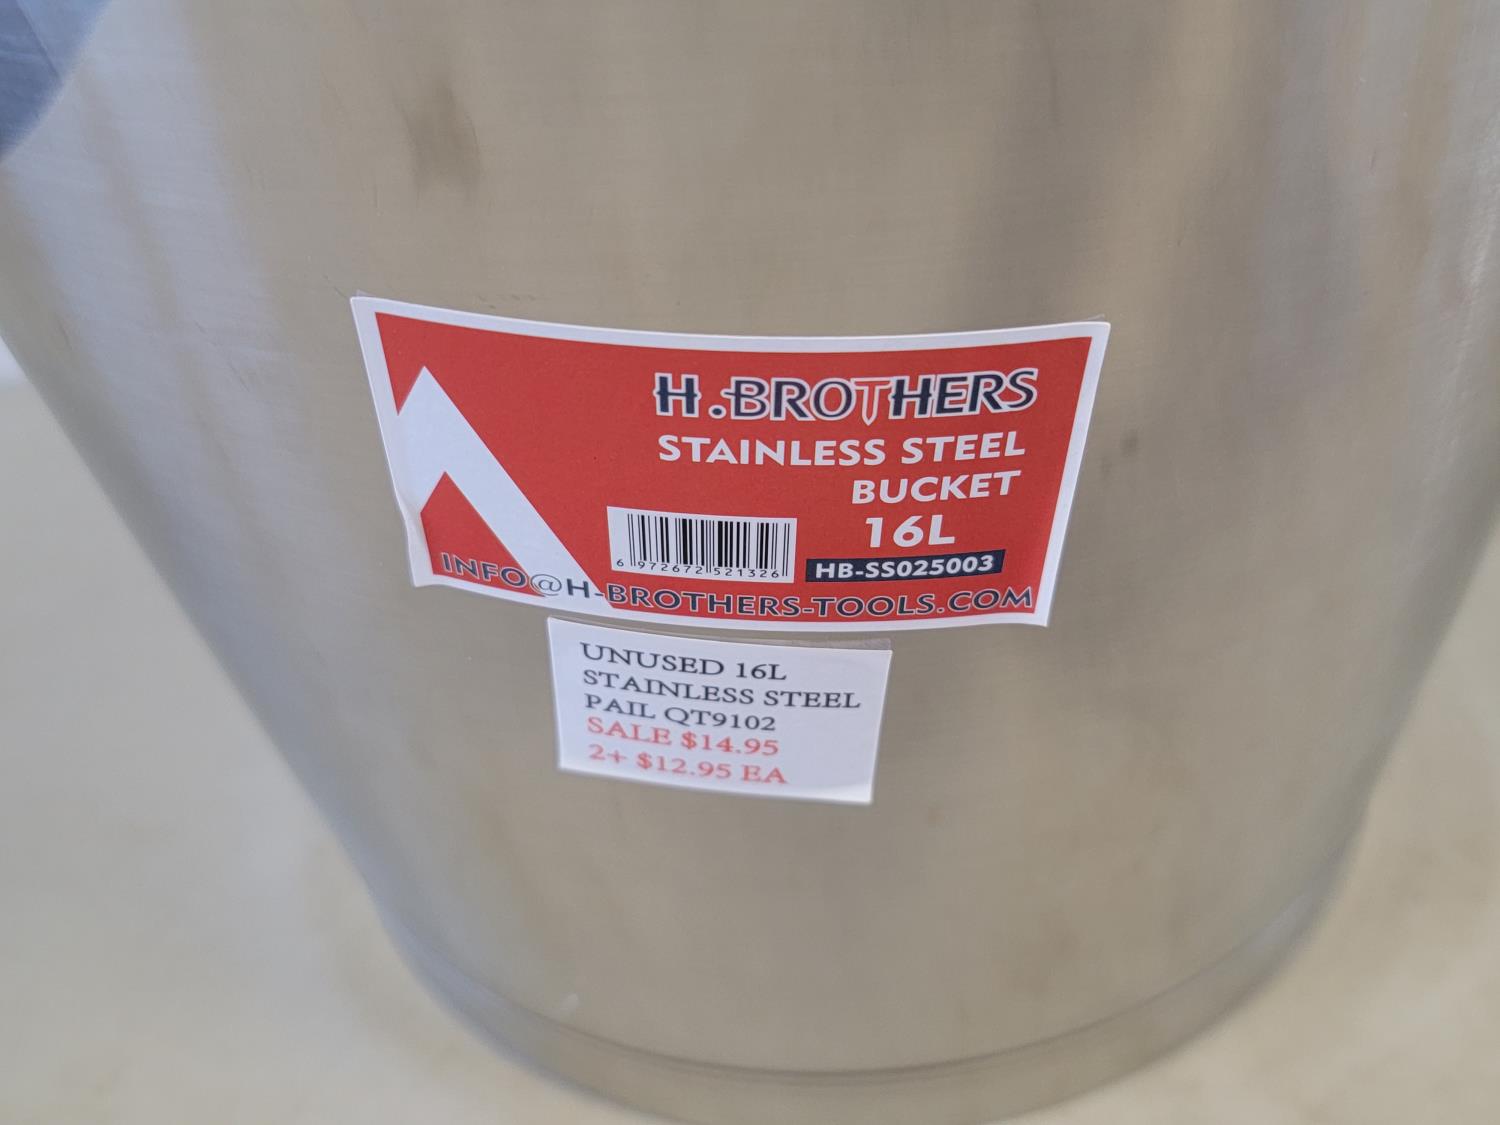 H.BROTHERS
STAINLESS STEEL
BUCKET
16L
6 972672 521326
HB-SS025003
INFO@H-BROTHERS-TOOLS.COM
UNUSED 16L
STAINLESS STEEL
PAIL QT9102
SALE $14.95
2+ $12.95 EA